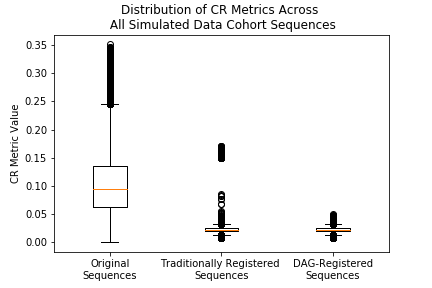 Distribution of CR Metrics Across
All Simulated Data Cohort Sequences
CR Metric Value
0.35
0.30
0.25
0.20
0.15
0.10
0.05
0.00
Original
Sequences
Traditionally Registered
Sequences
DAG-Registered
Sequences